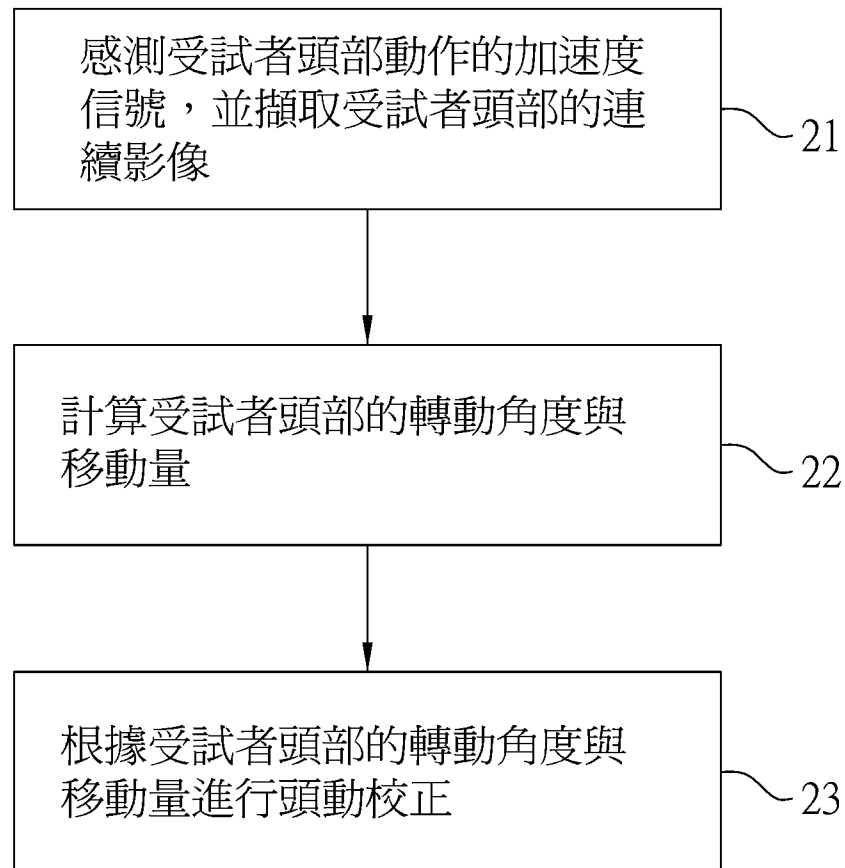 感測受試者頭部動作的加速度
信號，並擷取受試者頭部的連
續影像
21
計算受試者頭部的轉動角度與
移動量
22
根據受試者頭部的轉動角度與
移動量進行頭動校正
23